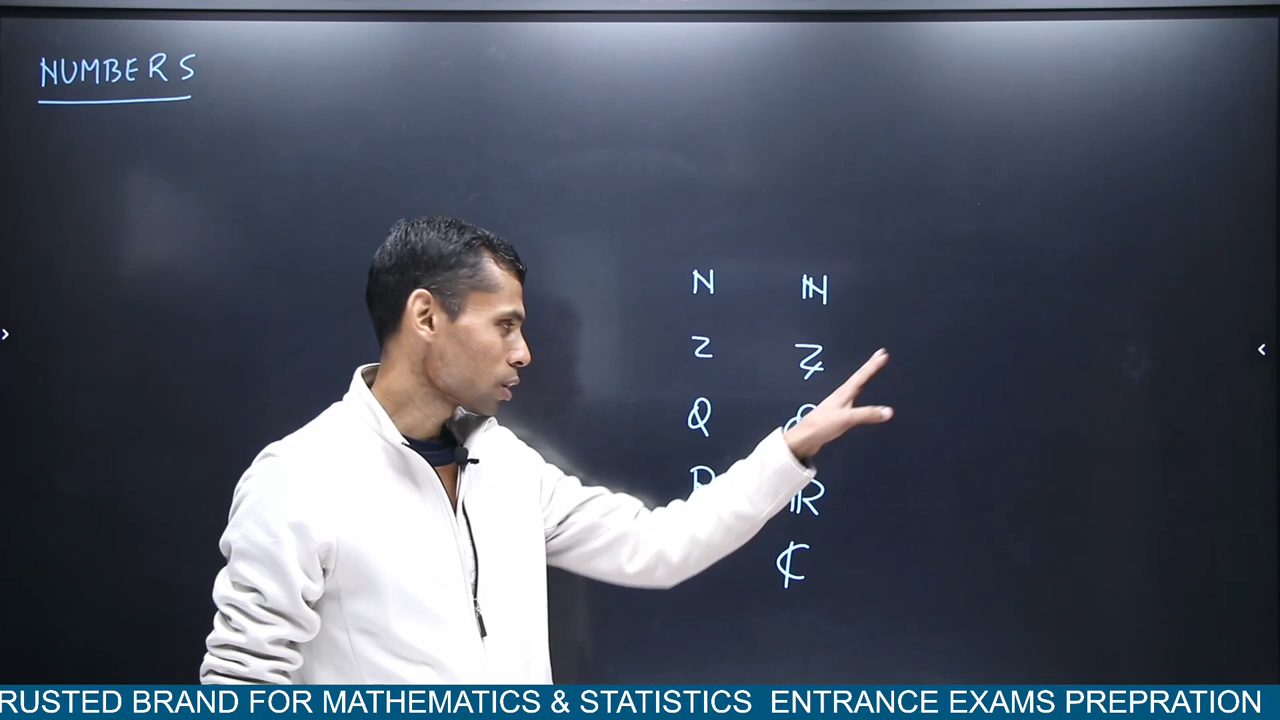 NUMBERS
N ℕ
Z ℤ
Q
R ℝ
ℂ
RUSTED BRAND FOR MATHEMATICS & STATISTICS ENTRANCE EXAMS PREPRATION